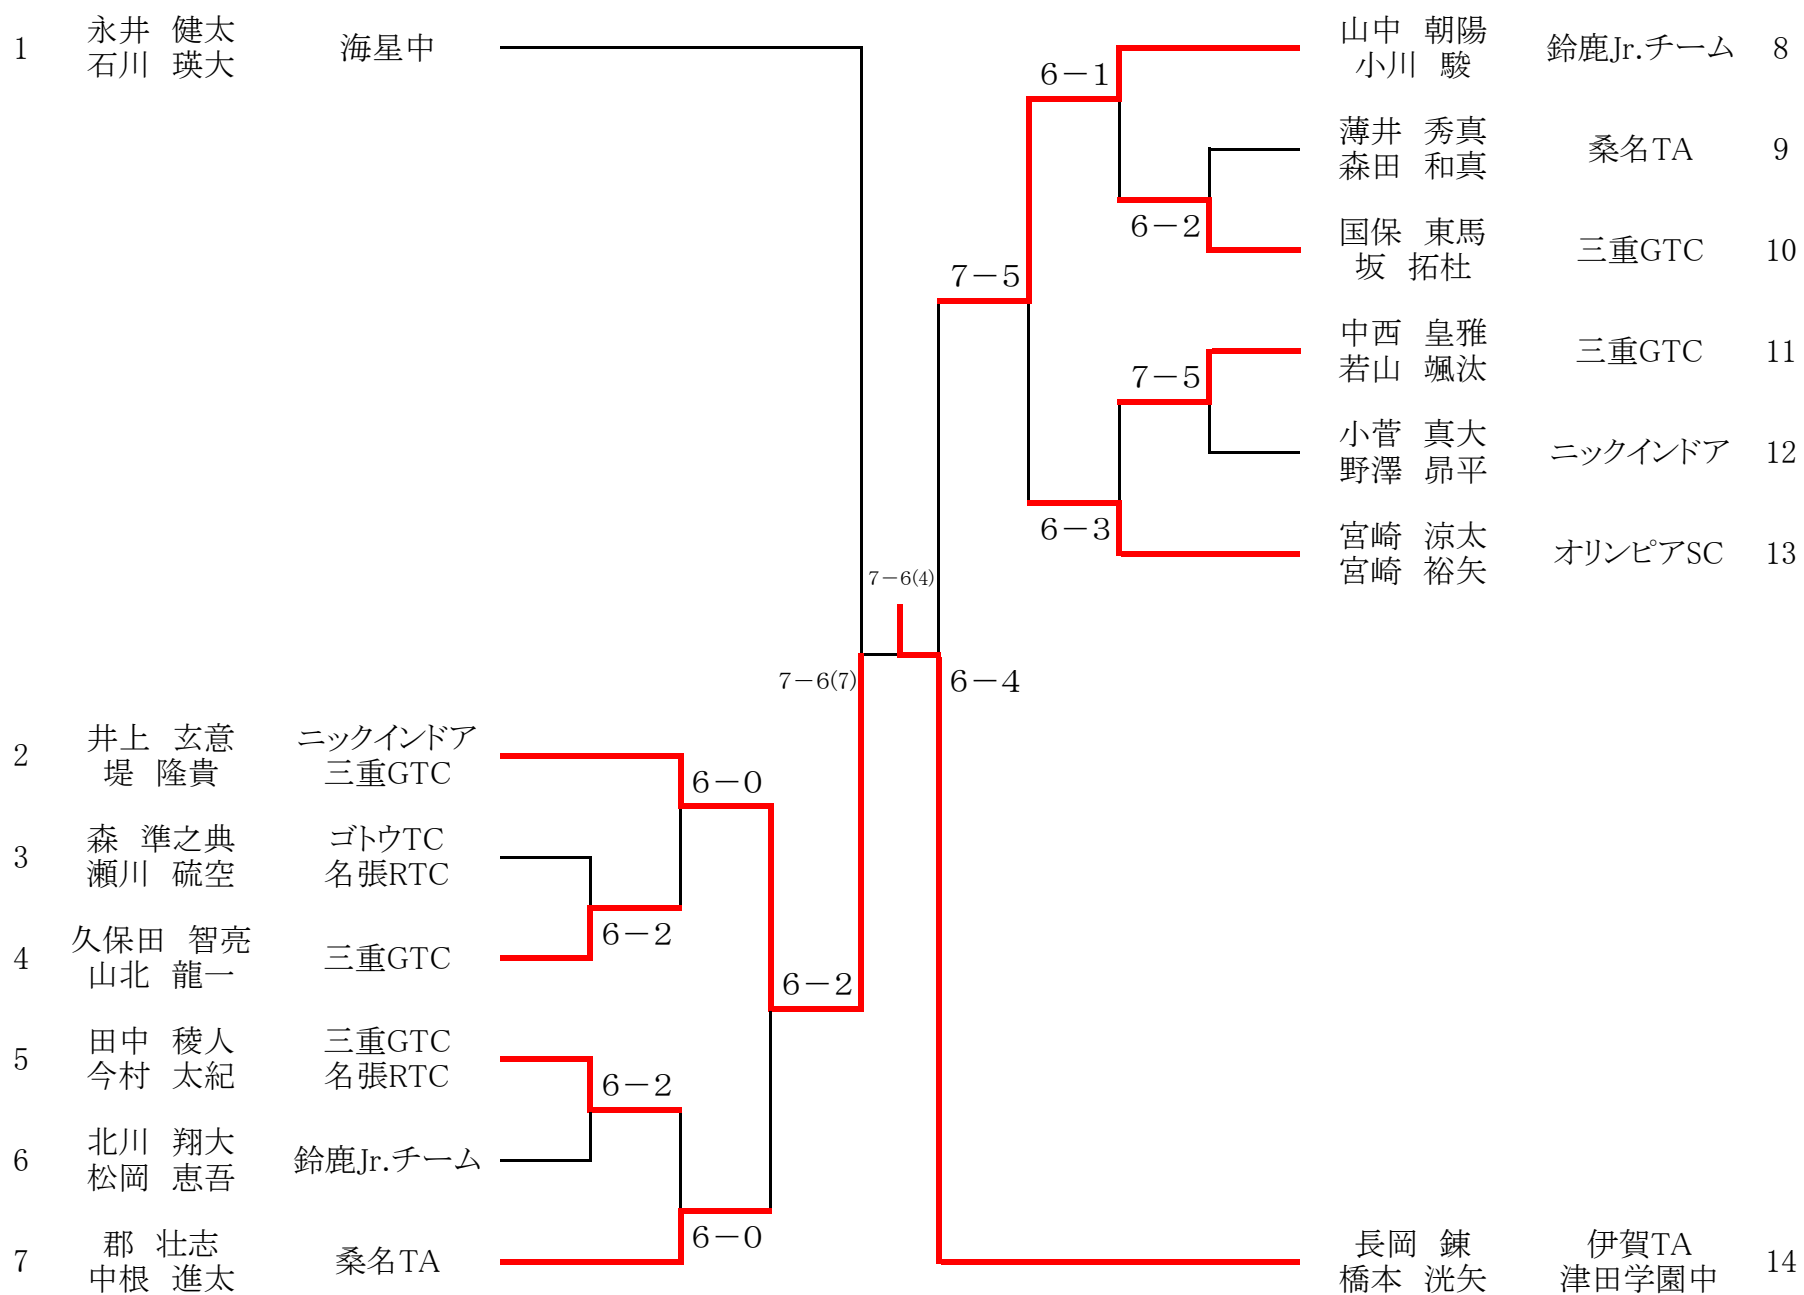 1
永井 健太
石川 瑛大
海星中
2
井上 玄意
堤 隆貴
ニックインドア
三重GTC
3
森 準之典
瀬川 硫空
ゴトウTC
名張RTC
4
久保田 智亮
山北 龍一
三重GTC
5
田中 稜人
今村 太紀
三重GTC
名張RTC
6
北川 翔大
松岡 恵吾
鈴鹿Jr.チーム
7
郡 壮志
中根 進太
桑名TA
6－0
6－2
6－2
6－2
6－0
7－6(7)
7－6(4)
6－4
7－5
6－1
6－2
7－5
6－3
山中 朝陽
小川 駿
鈴鹿Jr.チーム
8
薄井 秀真
森田 和真
桑名TA
9
国保 東馬
坂 拓杜
三重GTC
10
中西 皇雅
若山 颯汰
三重GTC
11
小菅 真大
野澤 昴平
ニックインドア
12
宮崎 涼太
宮崎 裕矢
オリンピアSC
13
長岡 錬
橋本 洸矢
伊賀TA
津田学園中
14